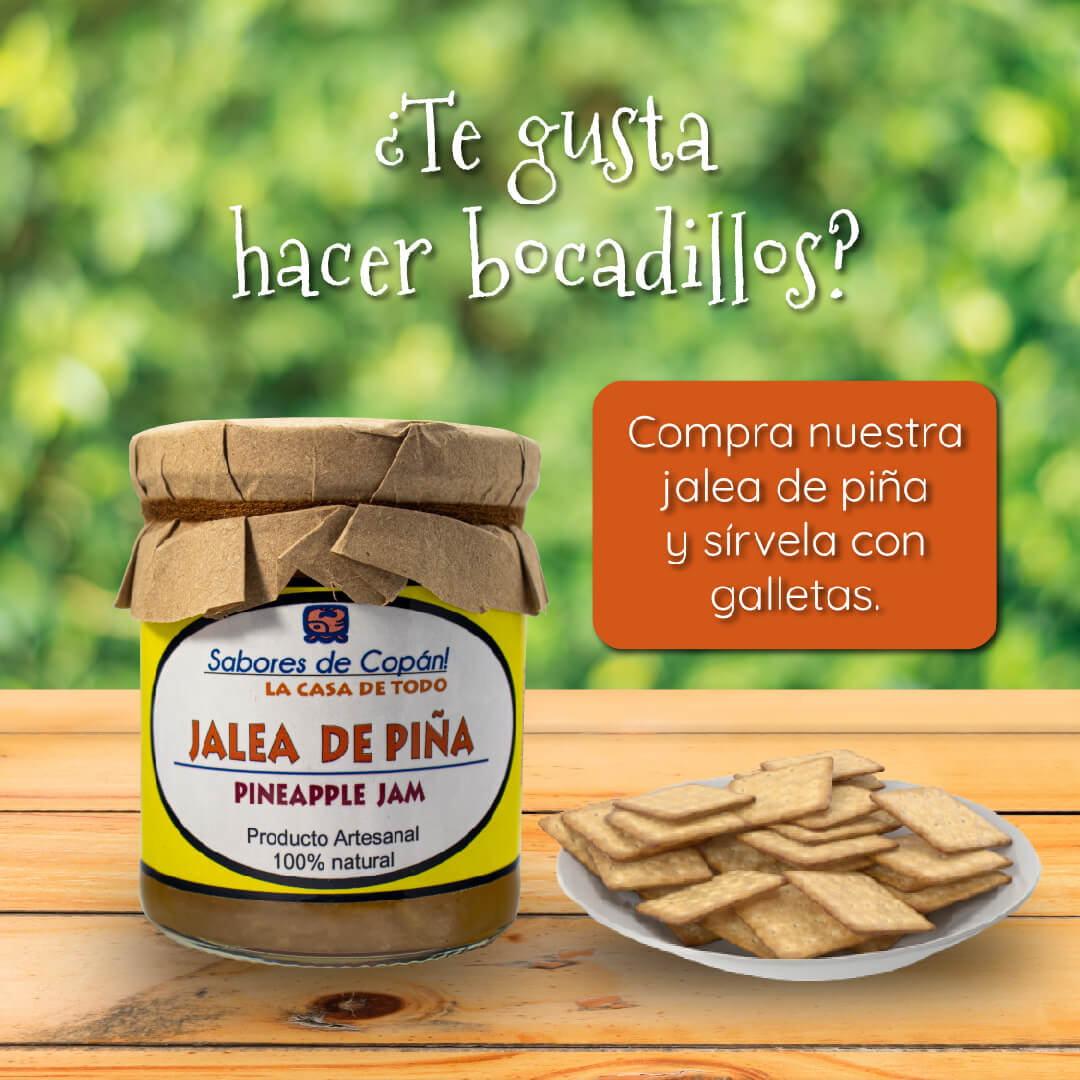 ¿Te gusta
hacer bocadillos?
Compra nuestra
jalea de piña
y sírvela con
galletas.
Sabores de Copán!
LA CASA DE TODO
JALEA DE PIÑA
PINEAPPLE JAM
Producto Artesanal
100% natural